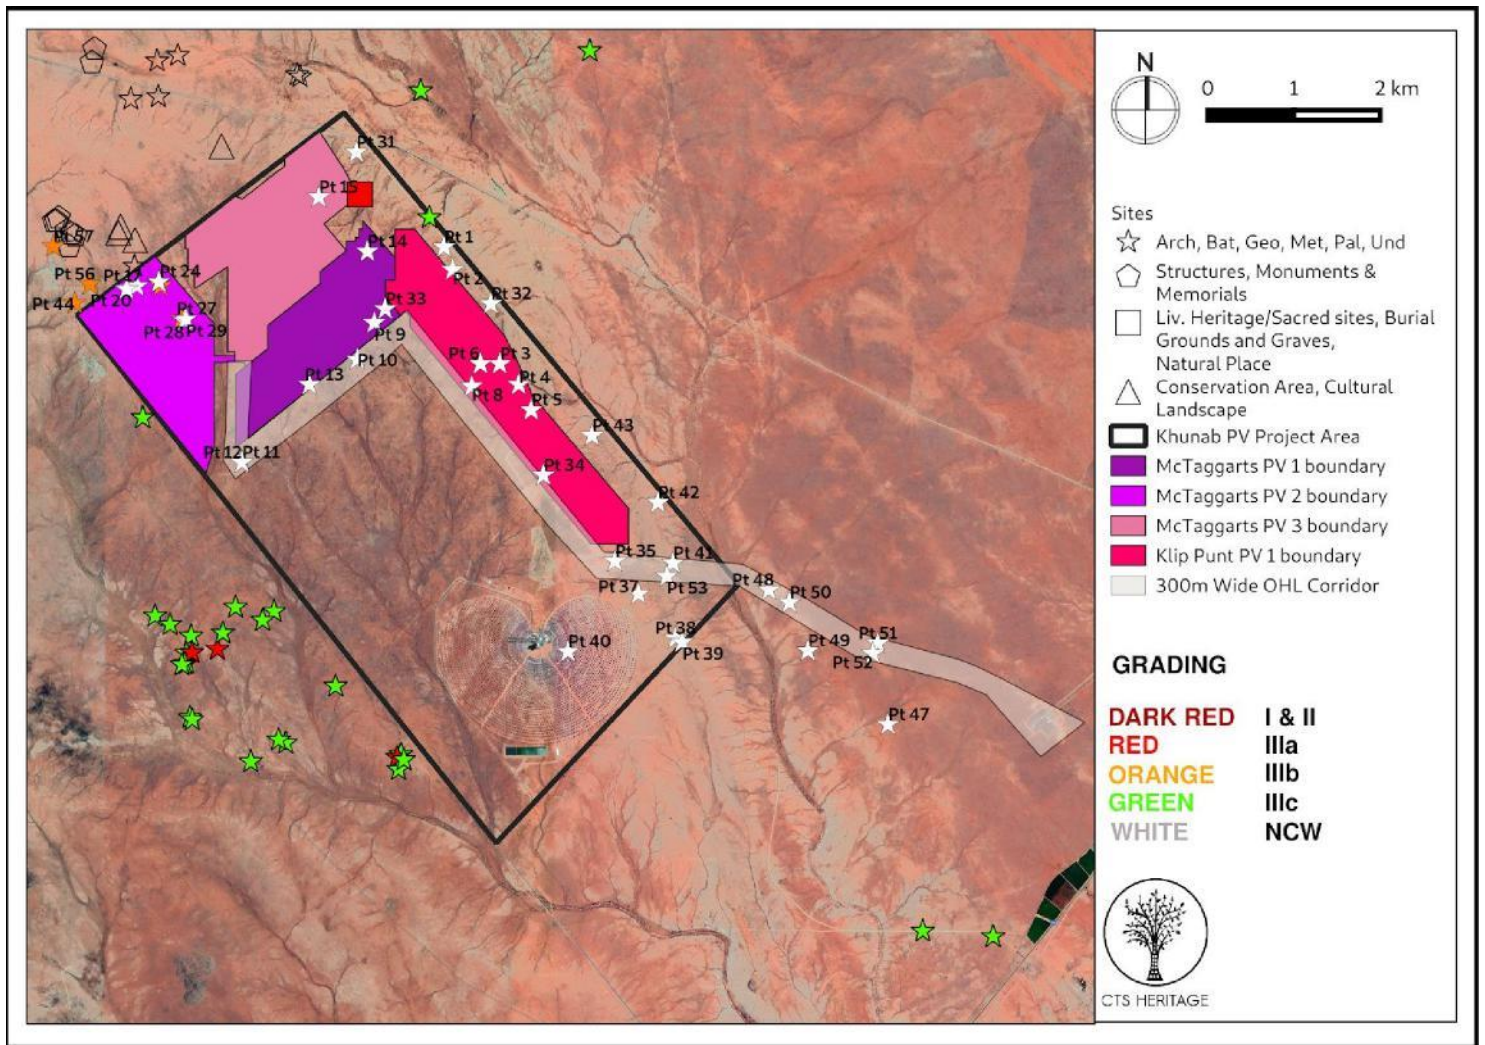 Pt 31
Pt 15
Pt 14
Pt 1
Pt 57
Pt 2
Pt 56
Pt 24
Pt 32
Pt 44
Pt 20
Pt 27
Pt 33
Pt 28
Pt 29
Pt 9
Pt 10
Pt 6
Pt 3
Pt 13
Pt 8
Pt 4
Pt 5
Pt 43
Pt 12
Pt 11
Pt 34
Pt 42
Pt 35
Pt 41
Pt 37
Pt 53
Pt 48
Pt 50
Pt 38
Pt 40
Pt 39
Pt 49
Pt 51
Pt 52
Pt 47
N
0 1 2 km
Sites
Arch, Bat, Geo, Met, Pal, Und
Structures, Monuments &
Memorials
Liv. Heritage/Sacred sites, Burial
Grounds and Graves,
Natural Place
Conservation Area, Cultural
Landscape
Khunab PV Project Area
McTaggarts PV 1 boundary
McTaggarts PV 2 boundary
McTaggarts PV 3 boundary
Klip Punt PV 1 boundary
300m Wide OHL Corridor
GRADING
DARK RED I & II
RED IIIa
ORANGE IIIb
GREEN IIIc
WHITE NCW
CTS HERITAGE